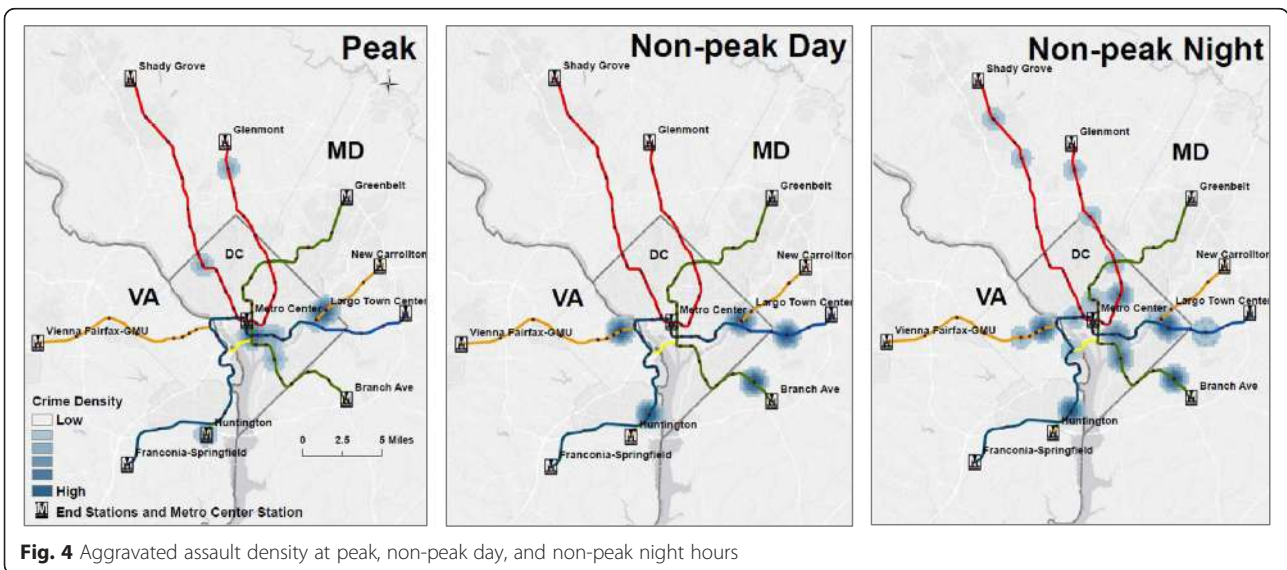 Peak
Shady Grove
Glenmont
MD
Greenbelt
DC
New Carrollton
VA
Metro Center
Largo Town Center
Vienna Fairfax-GMU
Branch Ave
Crime Density
Low
High
Huntington
0 2.5 5 Miles
Franconia-Springfield
M End Stations and Metro Center Station
Non-peak Day
Shady Grove
Glenmont
MD
Greenbelt
DC
New Carrollton
VA
Metro Center
Largo Town Center
Vienna Fairfax-GMU
Branch Ave
Huntington
Franconia-Springfield
Non-peak Night
Shady Grove
Glenmont
MD
Greenbelt
DC
New Carrollton
VA
Metro Center
Largo Town Center
Vienna Fairfax-GMU
Branch Ave
Huntington
Franconia-Springfield
Fig. 4 Aggravated assault density at peak, non-peak day, and non-peak night hours